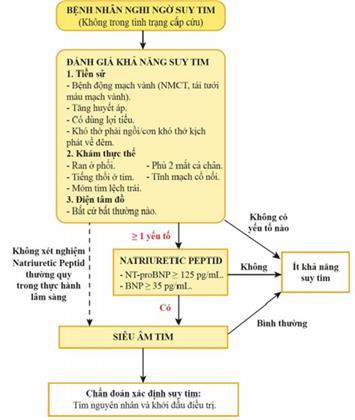 BỆNH NHÂN NGHI NGỜ SUY TIM
(Không trong tình trạng cấp cứu)
ĐÁNH GIÁ KHẢ NĂNG SUY TIM
1. Tiền sử
- Bệnh động mạch vành (NMCT, tái tưới
máu mạch vành).
- Tăng huyết áp.
- Có dùng lợi tiểu.
- Khó thở phải ngồi/cơn khó thở kịch
phát về đêm.
2. Khám thực thể
- Ran ở phổi. - Phù 2 mắt cá chân.
- Tiếng thổi ở tim. - Tĩnh mạch cổ nổi.
- Mỏm tim lệch trái.
3. Điện tâm đồ
- Bất cứ bất thường nào.
Không có
yếu tố nào
≥ 1 yếu tố
Không xét nghiệm
Natriuretic Peptid
thường quy
trong thực hành
lâm sàng
NATRIURETIC PEPTID
- NT-proBNP ≥ 125 pg/mL.
- BNP ≥ 35 pg/mL.
Không
Ít khả năng
suy tim
Có
Bình thường
SIÊU ÂM TIM
Chẩn đoán xác định suy tim:
Tìm nguyên nhân và khởi đầu điều trị.